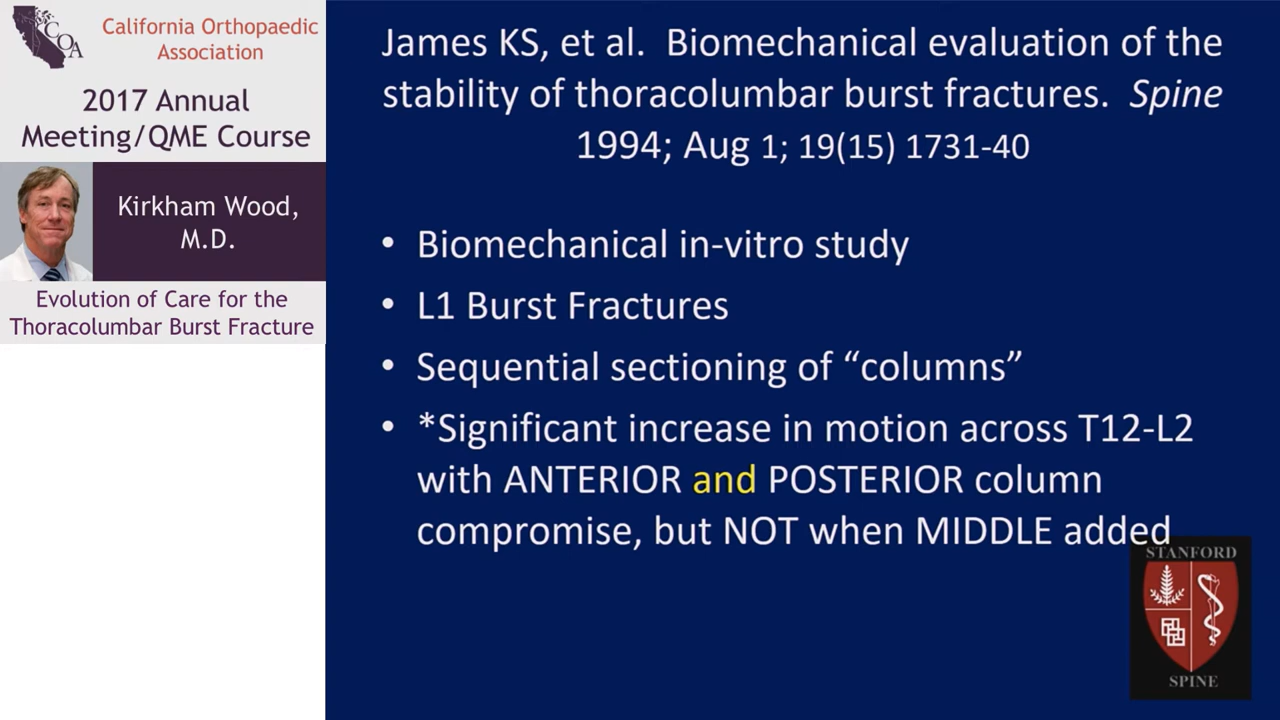 COA
California Orthopaedic
Association
2017 Annual
Meeting/QME Course
Kirkham Wood,
M.D.
Evolution of Care for the
Thoracolumbar Burst Fracture
James KS, et al.  Biomechanical evaluation of the
stability of thoracolumbar burst fractures.  Spine
1994; Aug 1; 19(15) 1731-40
• Biomechanical in-vitro study
• L1 Burst Fractures
• Sequential sectioning of “columns”
• *Significant increase in motion across T12-L2
with ANTERIOR and POSTERIOR column
compromise, but NOT when MIDDLE added
STANFORD
SPINE